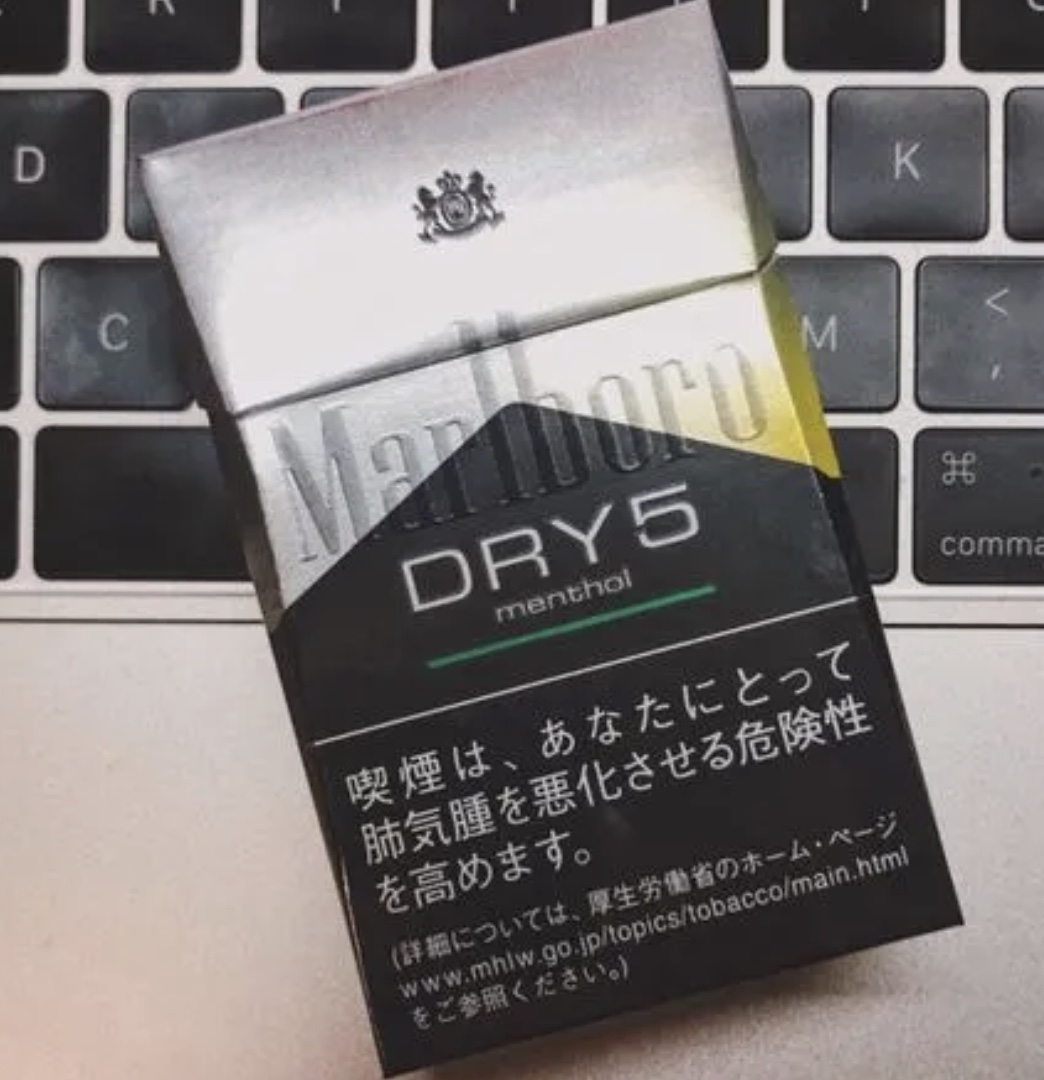 D
K
C
M
<
,
⌘
comma
Marlboro
DRY5
menthol
喫煙は、あなたにとって
肺気腫を悪化させる危険性
を高めます。
(詳細については、厚生労働省のホーム・ページ
www.mhlw.go.jp/topics/tobacco/main.html
をご参照ください。)